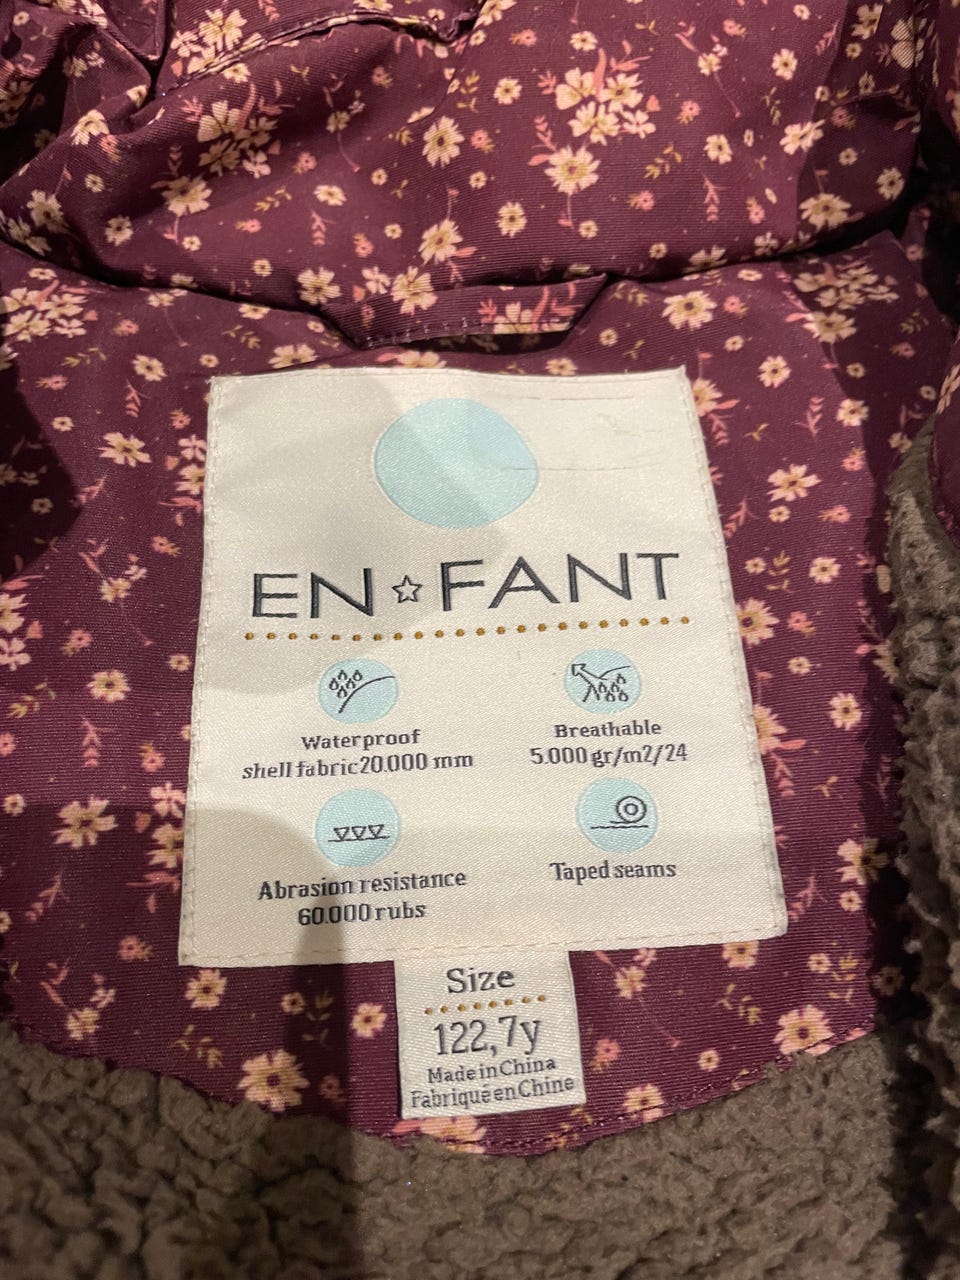 EN☆FANT
Waterproof
shell fabric 20.000 mm
Breathable
5.000 gr/m2/24
Abrasion resistance
60.000 rubs
Taped seams
Size
122,7y
Made in China
Fabriqué en Chine